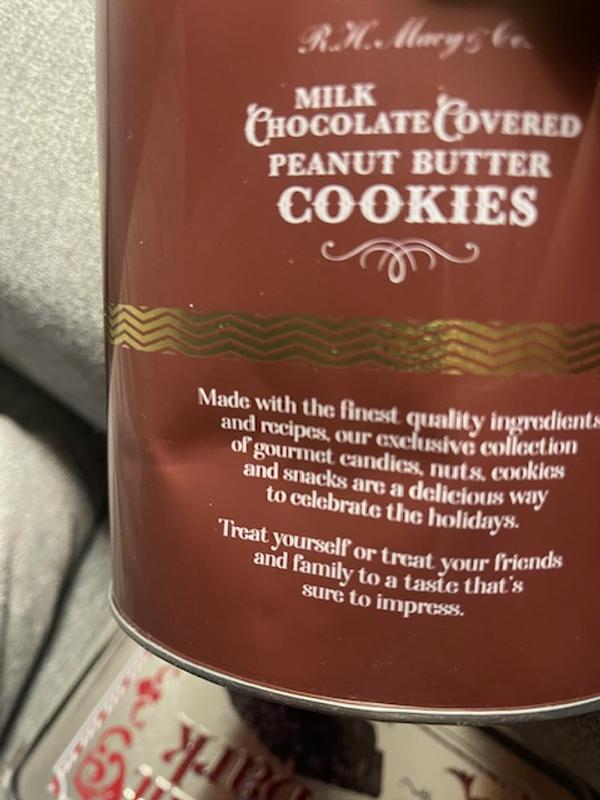 R.H. Macy & Co.
MILK
CHOCOLATE COVERED
PEANUT BUTTER
COOKIES
Made with the finest quality ingredients
and recipes, our exclusive collection
of gourmet candies, nuts, cookies
and snacks are a delicious way
to celebrate the holidays.
Treat yourself or treat your friends
and family to a taste that's
sure to impress.
Dark